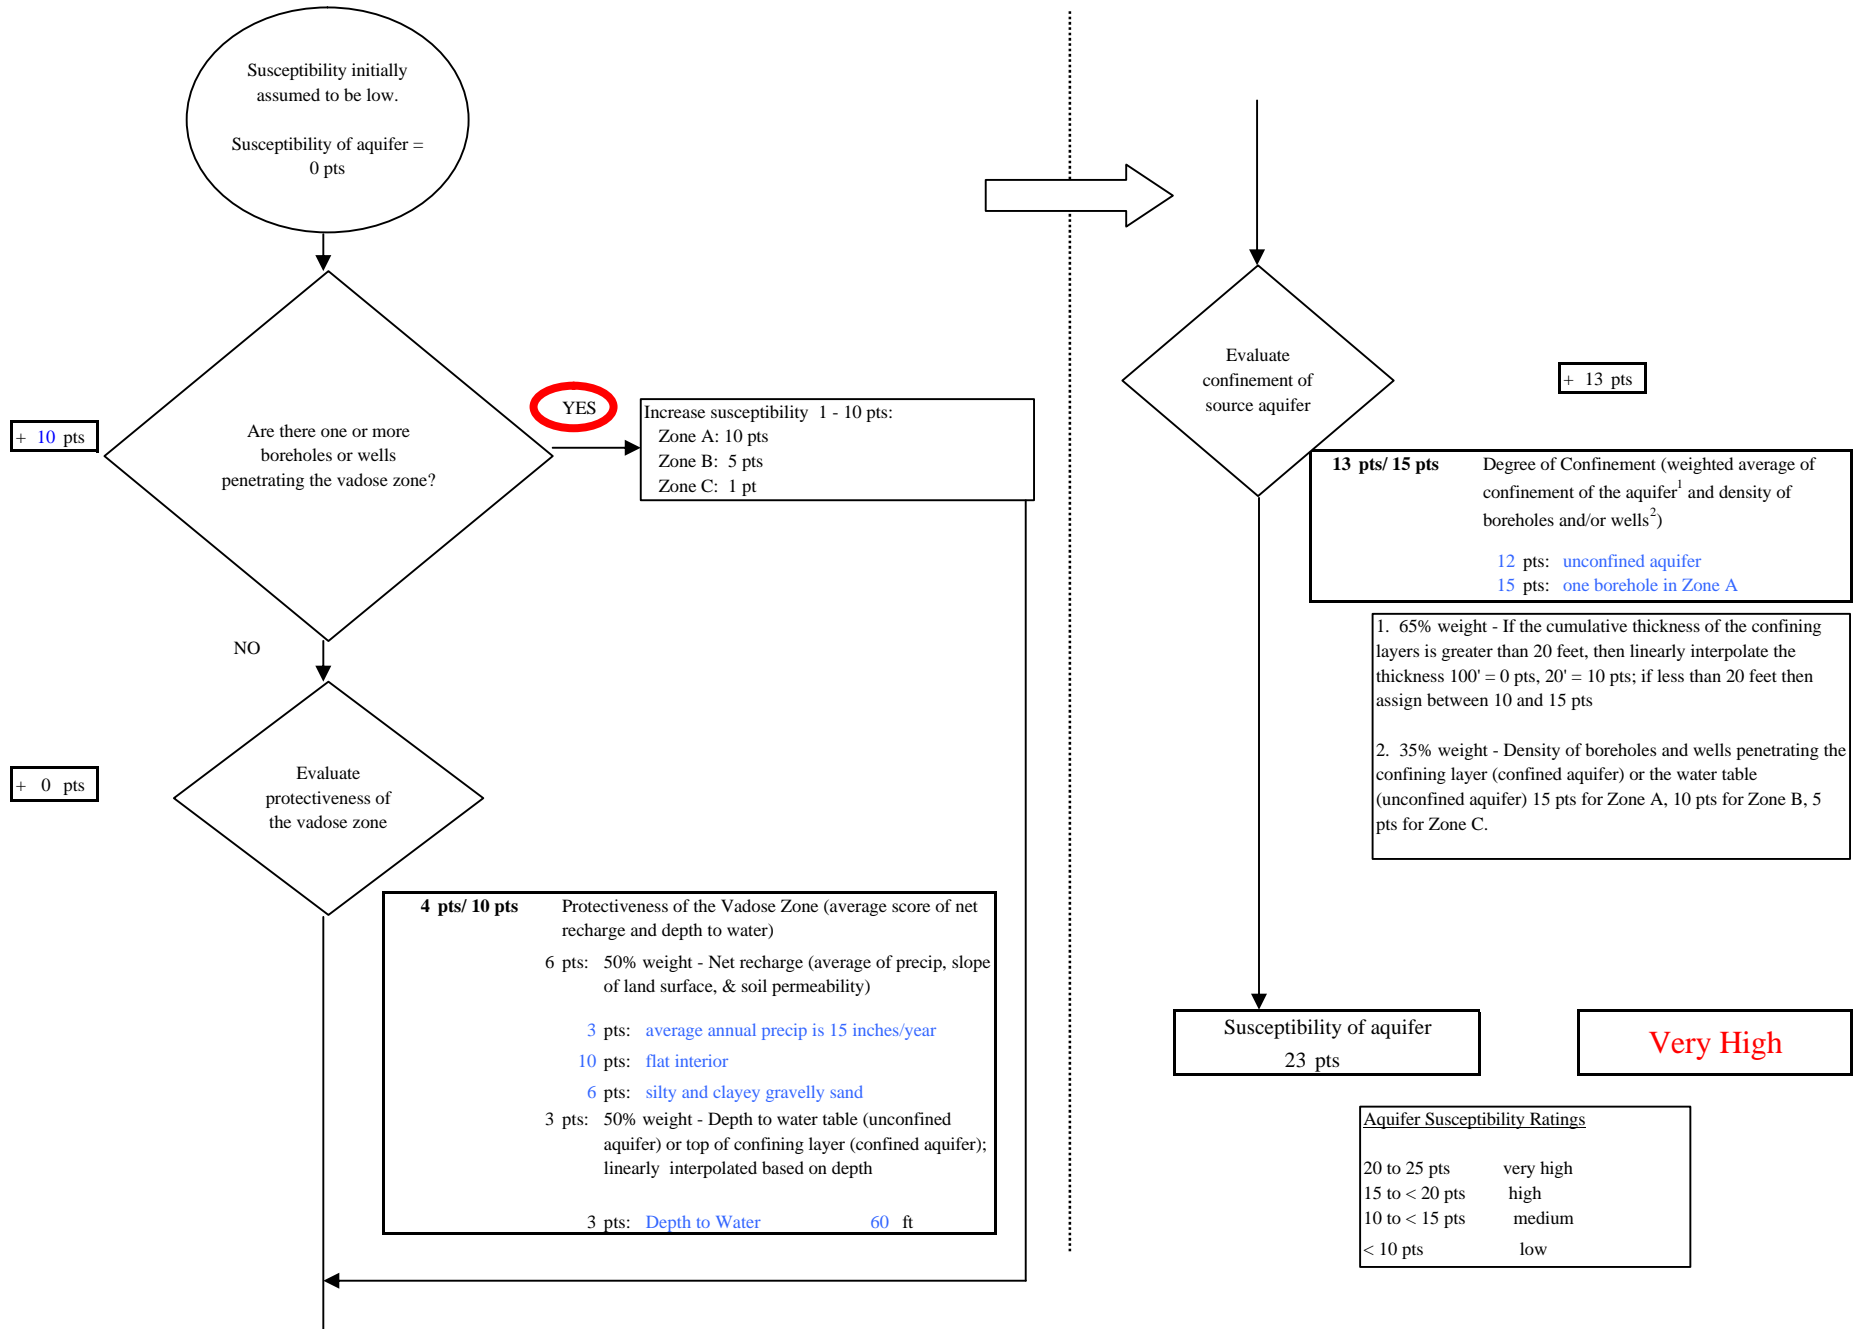 Susceptibility initially
assumed to be low.
Susceptibility of aquifer =
0 pts
+ 10 pts
Are there one or more
boreholes or wells
penetrating the vadose zone?
YES
Increase susceptibility 1 - 10 pts:
Zone A: 10 pts
Zone B: 5 pts
Zone C: 1 pt
NO
+ 0 pts
Evaluate
protectiveness of
the vadose zone
4 pts/ 10 pts Protectiveness of the Vadose Zone (average score of net
recharge and depth to water)
6 pts: 50% weight - Net recharge (average of precip, slope
of land surface, & soil permeability)
3 pts: average annual precip is 15 inches/year
10 pts: flat interior
6 pts: silty and clayey gravelly sand
3 pts: 50% weight - Depth to water table (unconfined
aquifer) or top of confining layer (confined aquifer);
linearly interpolated based on depth
3 pts: Depth to Water 60 ft
Evaluate
confinement of
source aquifer
+ 13 pts
13 pts/ 15 pts Degree of Confinement (weighted average of
confinement of the aquifer1 and density of
boreholes and/or wells2)
12 pts: unconfined aquifer
15 pts: one borehole in Zone A
1. 65% weight - If the cumulative thickness of the confining
layers is greater than 20 feet, then linearly interpolate the
thickness 100' = 0 pts, 20' = 10 pts; if less than 20 feet then
assign between 10 and 15 pts
2. 35% weight - Density of boreholes and wells penetrating the
confining layer (confined aquifer) or the water table
(unconfined aquifer) 15 pts for Zone A, 10 pts for Zone B, 5
pts for Zone C.
Susceptibility of aquifer
23 pts
Very High
Aquifer Susceptibility Ratings
20 to 25 pts very high
15 to < 20 pts high
10 to < 15 pts medium
< 10 pts low